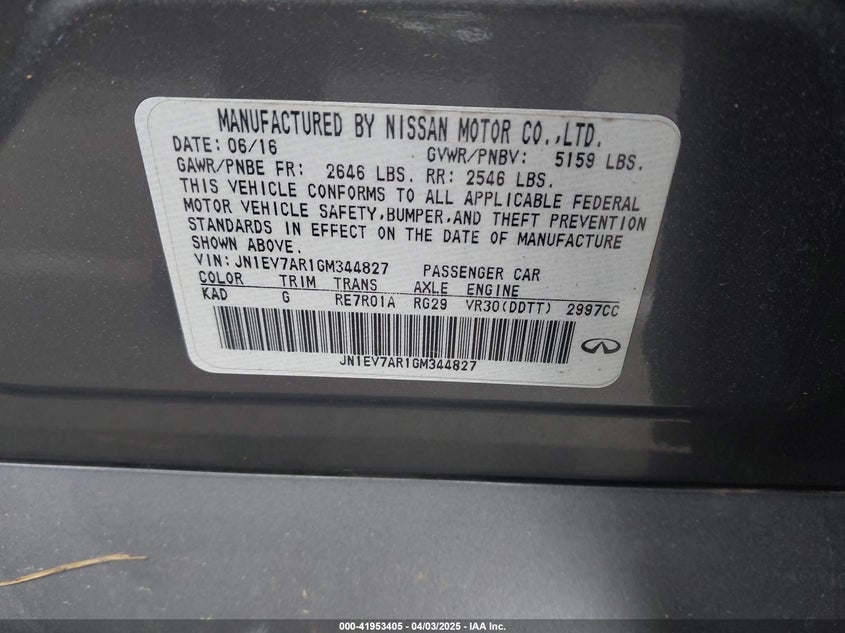 MANUFACTURED BY NISSAN MOTOR CO.,LTD.
DATE: 06/16 GVWR/PNBV: 5159 LBS.
GAWR/PNBE FR: 2646 LBS. RR: 2546 LBS.
THIS VEHICLE CONFORMS TO ALL APPLICABLE FEDERAL
MOTOR VEHICLE SAFETY,BUMPER,AND THEFT PREVENTION
STANDARDS IN EFFECT ON THE DATE OF MANUFACTURE
SHOWN ABOVE.
VIN:JN1EV7AR1GM344827 PASSENGER CAR
COLOR TRIM TRANS AXLE ENGINE
KAD G RE7R01A RG29 VR30(DDTT) 2997CC
JN1EV7AR1GM344827
000-41953405 - 04/03/2025 - IAA Inc.